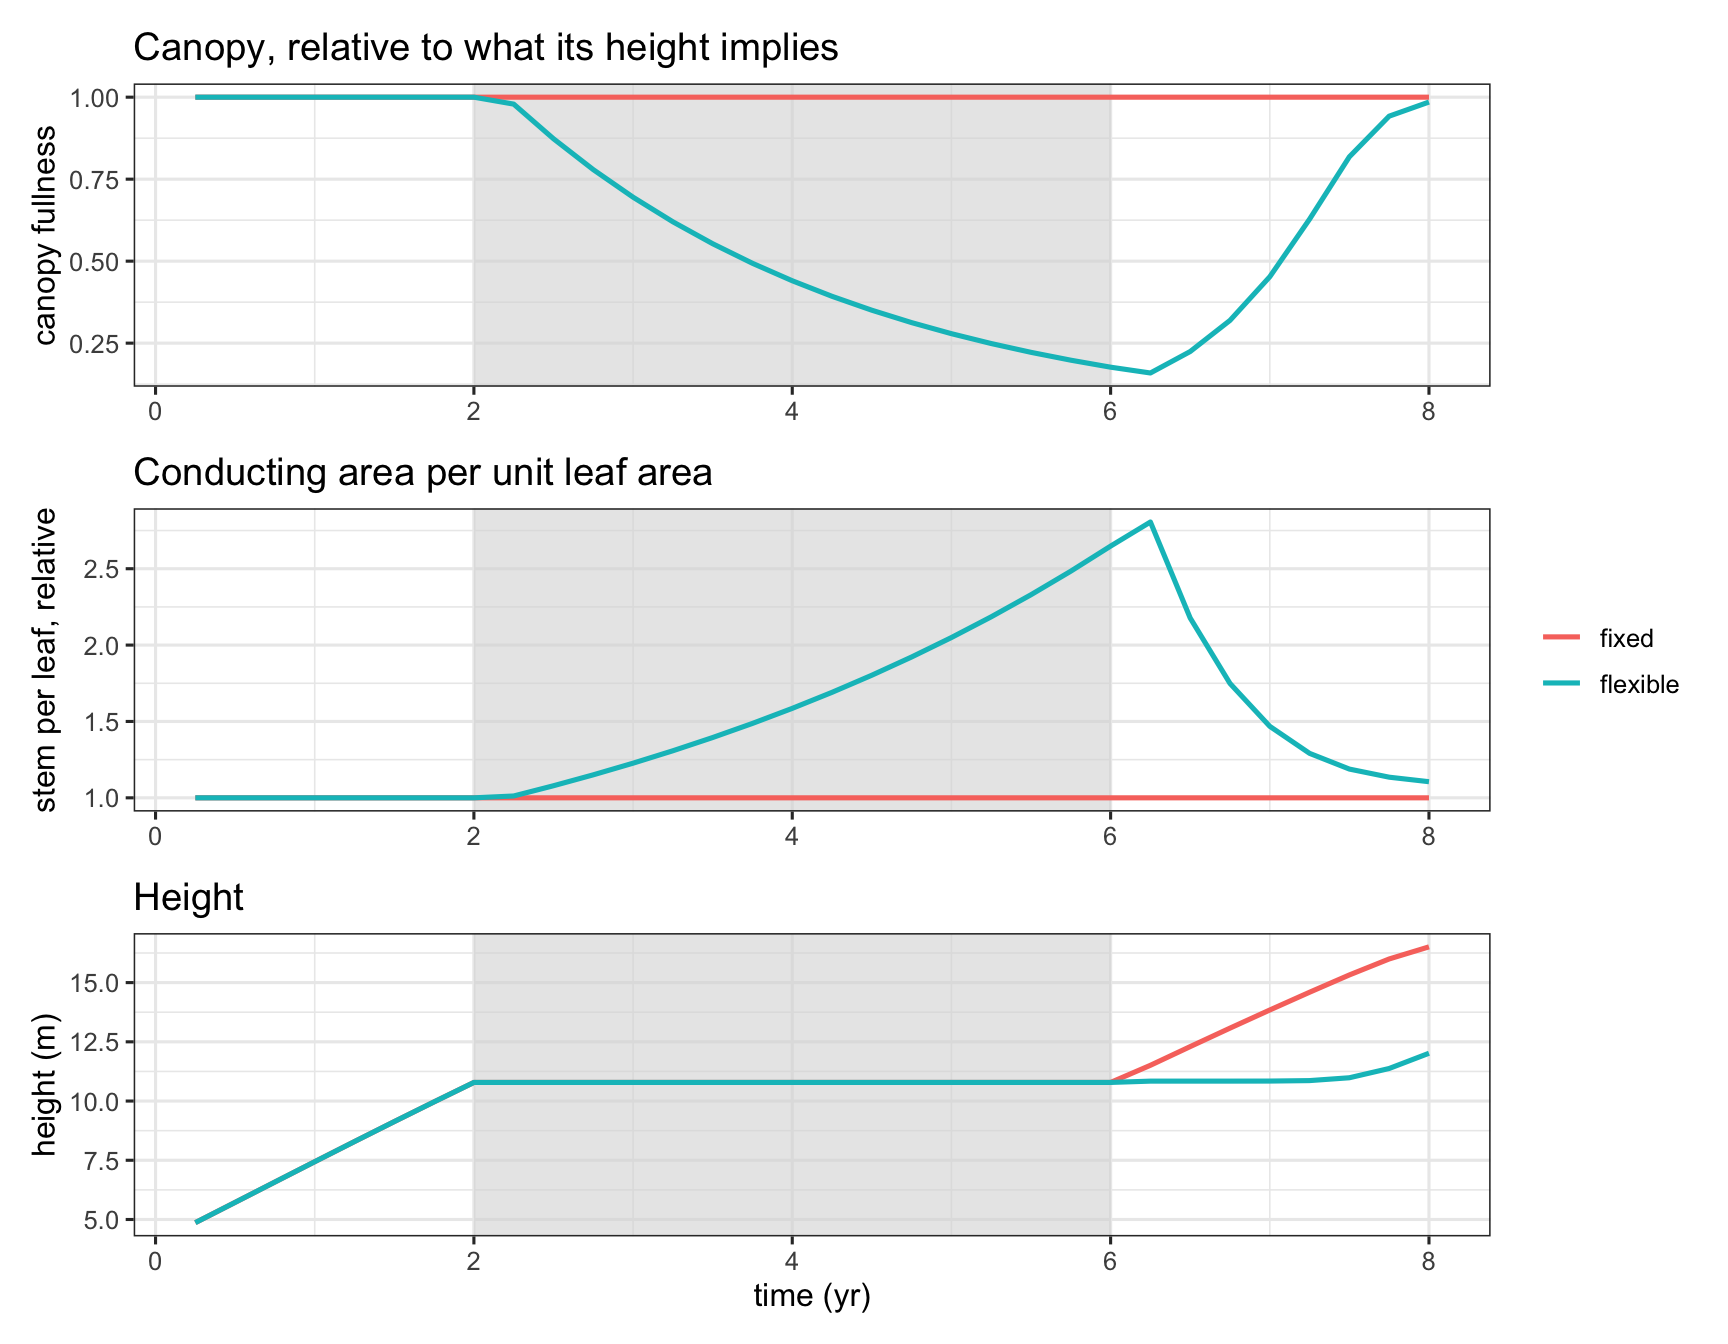 Canopy, relative to what its height implies
canopy fullness
1.00
0.75
0.50
0.25
0 2 4 6 8
Conducting area per unit leaf area
stem per leaf, relative
2.5
2.0
1.5
1.0
0 2 4 6 8
fixed
flexible
Height
height (m)
15.0
12.5
10.0
7.5
5.0
0 2 4 6 8
time (yr)